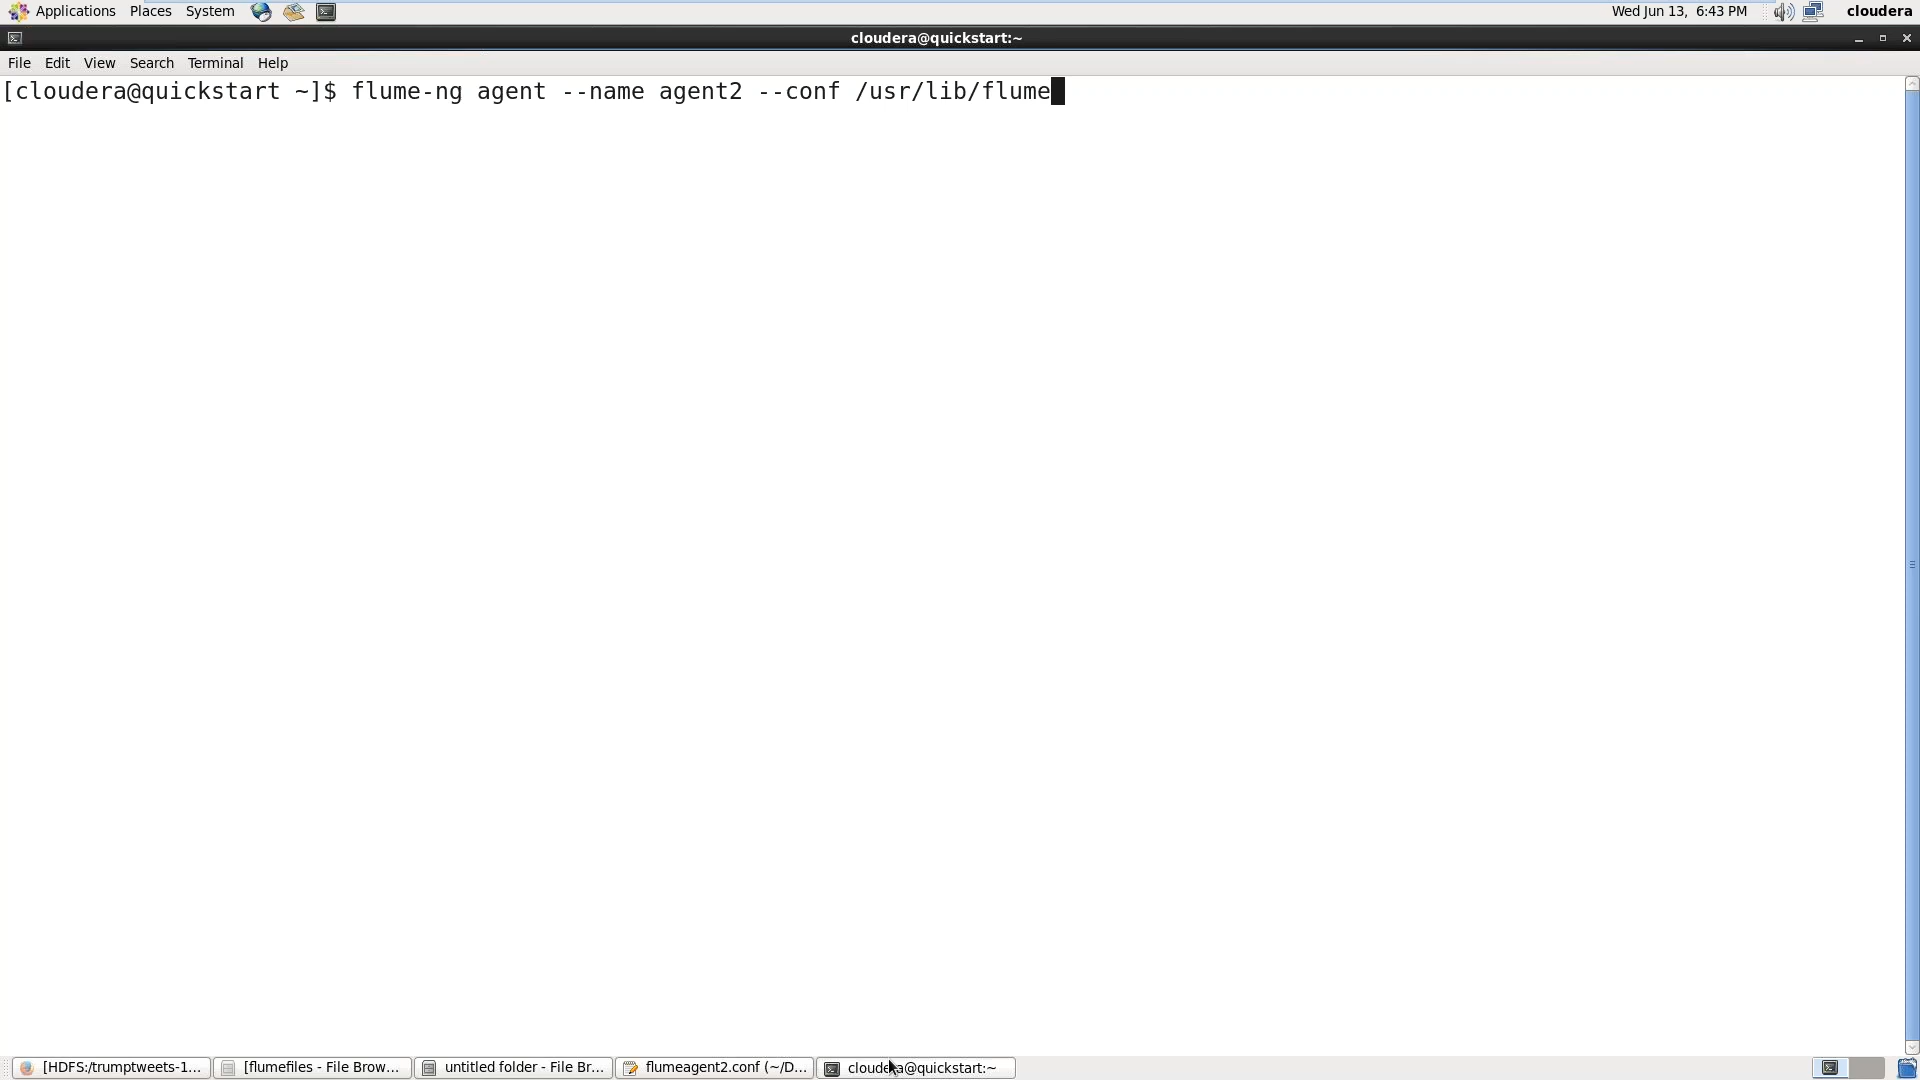 Applications Places System Wed Jun 13, 6:43 PM cloudera
cloudera@quickstart:~
File Edit View Search Terminal Help
[cloudera@quickstart ~]$ flume-ng agent --name agent2 --conf /usr/lib/flume
[HDFS:/trumptweets-1... [flumefiles - File Brow... untitled folder - File Br... flumeagent2.conf (~/D... cloudera@quickstart:~